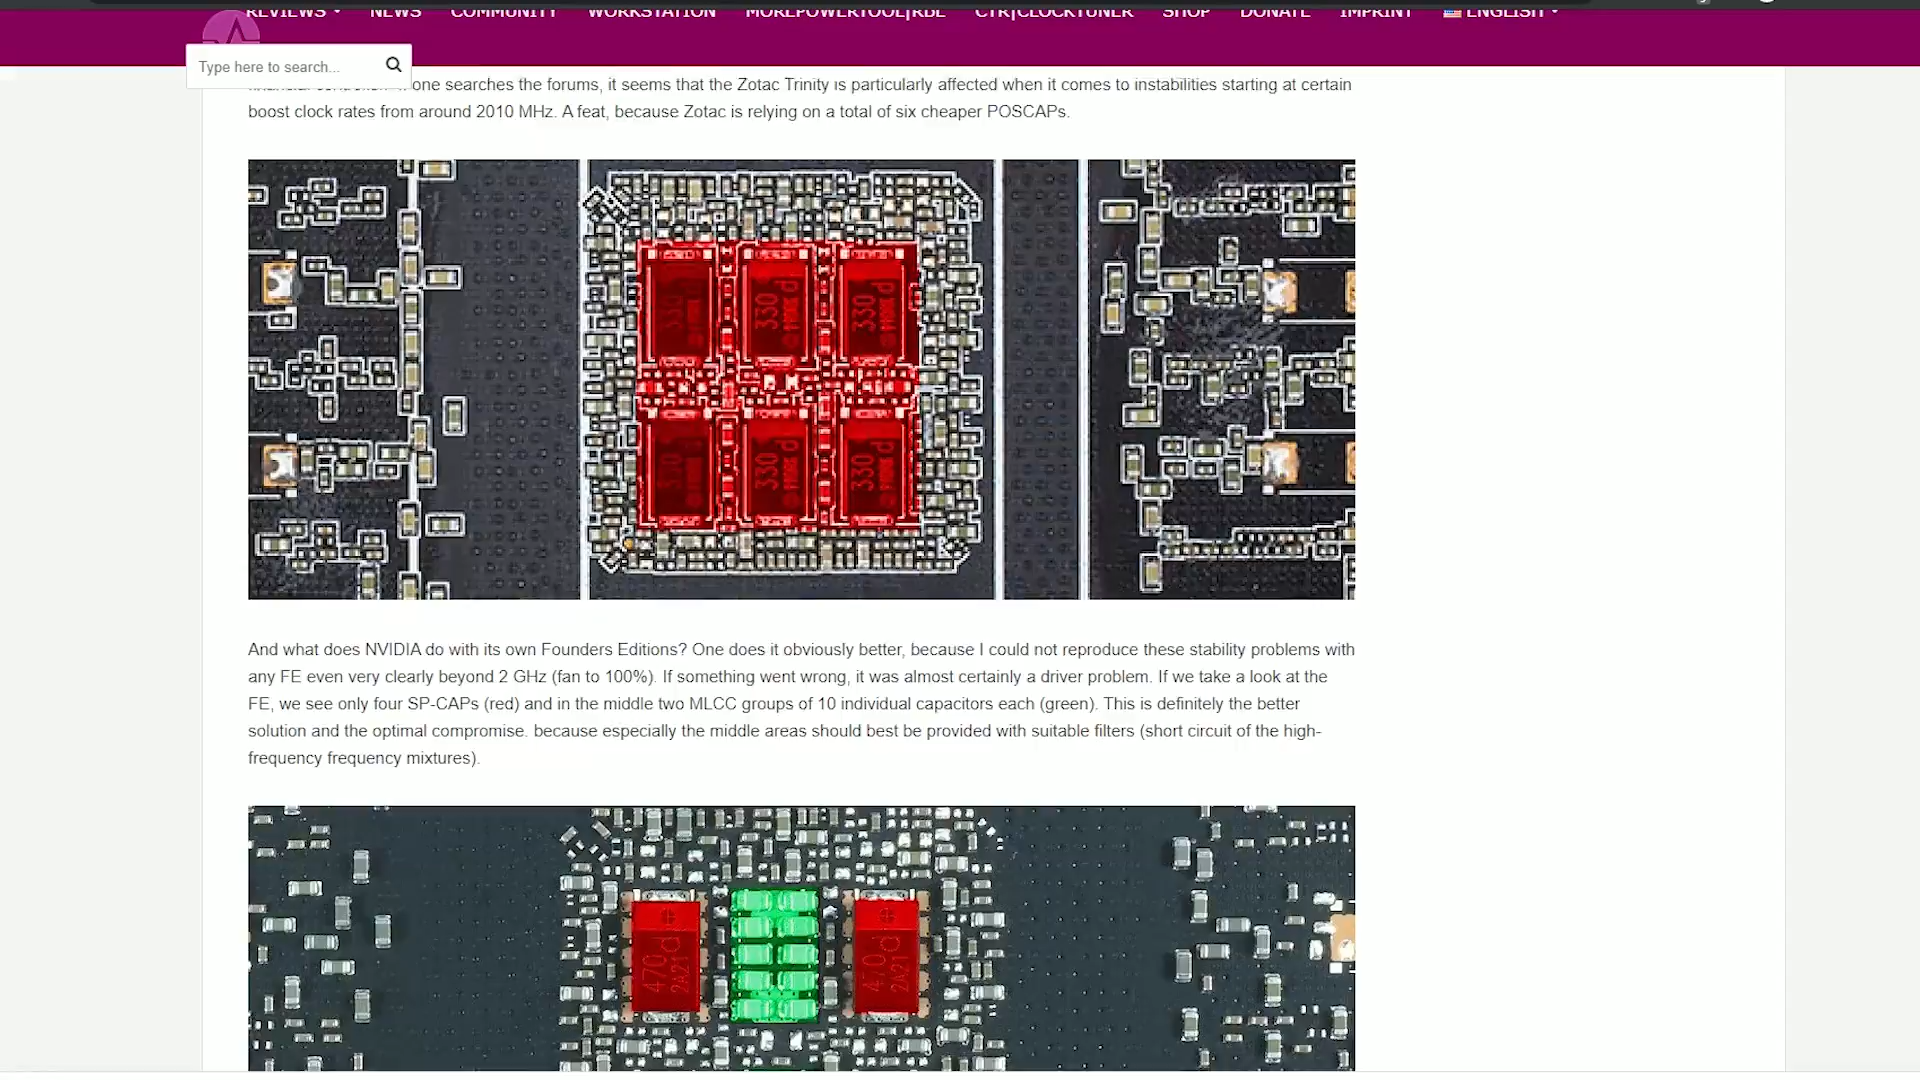 REVIEWS NEWS COMMUNITY WORKSTATION MOREPOWERTOOL|RBE CTR|CLOCKTUNER SHOP DONATE IMPRINT ENGLISH
Type here to search...
one searches the forums, it seems that the Zotac Trinity is particularly affected when it comes to instabilities starting at certain
boost clock rates from around 2010 MHz. A feat, because Zotac is relying on a total of six cheaper POSCAPs.
330 330
330 330
And what does NVIDIA do with its own Founders Editions? One does it obviously better, because I could not reproduce these stability problems with
any FE even very clearly beyond 2 GHz (fan to 100%). If something went wrong, it was almost certainly a driver problem. If we take a look at the
FE, we see only four SP-CAPs (red) and in the middle two MLCC groups of 10 individual capacitors each (green). This is definitely the better
solution and the optimal compromise. because especially the middle areas should best be provided with suitable filters (short circuit of the high-
frequency frequency mixtures).
470 470